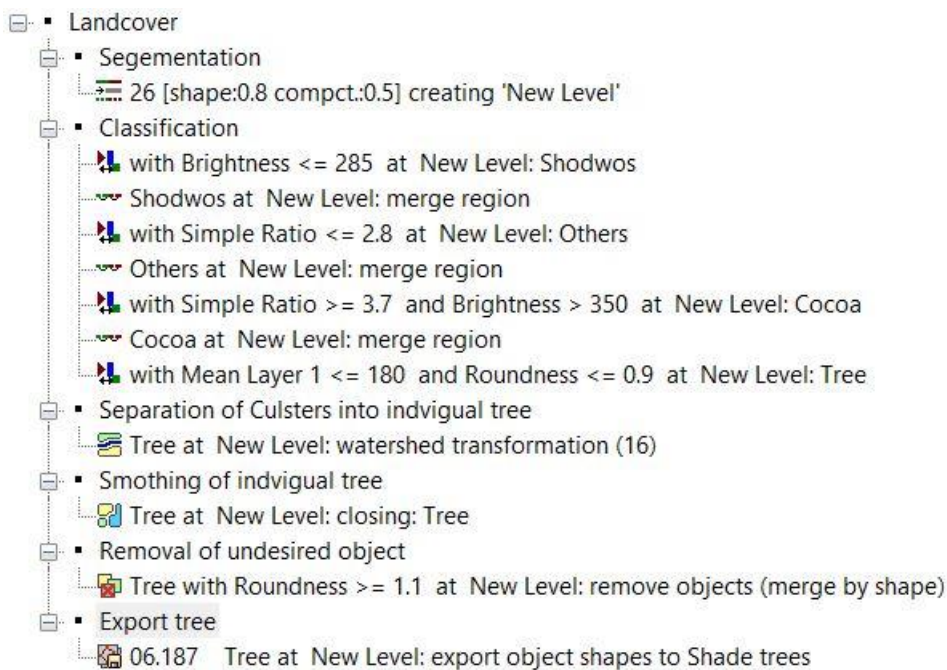 Landcover
Segementation
26 [shape:0.8 compct.:0.5] creating 'New Level'
Classification
with Brightness <= 285 at New Level: Shodwos
Shodwos at New Level: merge region
with Simple Ratio <= 2.8 at New Level: Others
Others at New Level: merge region
with Simple Ratio >= 3.7 and Brightness > 350 at New Level: Cocoa
Cocoa at New Level: merge region
with Mean Layer 1 <= 180 and Roundness <= 0.9 at New Level: Tree
Separation of Culsters into indvigual tree
Tree at New Level: watershed transformation (16)
Smothing of indvigual tree
Tree at New Level: closing: Tree
Removal of undesired object
Tree with Roundness >= 1.1 at New Level: remove objects (merge by shape)
Export tree
06.187 Tree at New Level: export object shapes to Shade trees